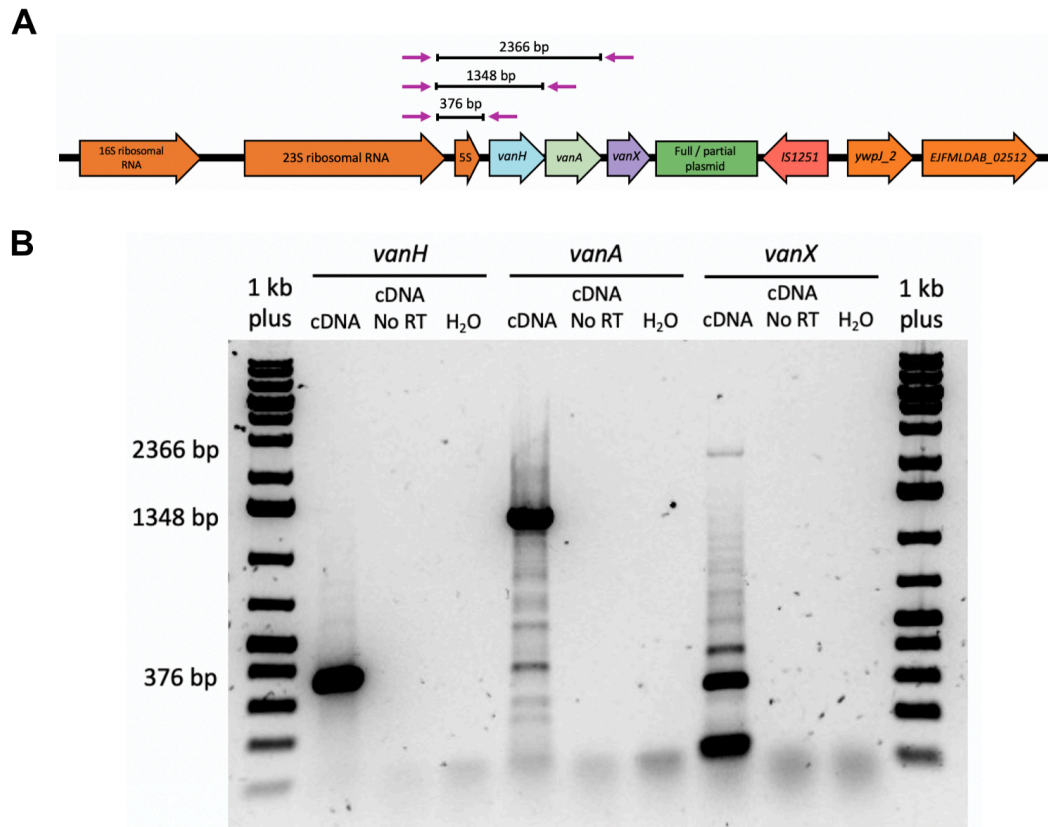 A
2366 bp
1348 bp
376 bp
16S ribosomal
RNA
23S ribosomal RNA
5S
vanH
vanA
vanX
Full / partial
plasmid
IS1251
ywpJ_2
EJFMLDAB_02512
B
vanH
vanA
vanX
1 kb
plus
cDNA
cDNA
No RT
H₂O
cDNA
cDNA
No RT
H₂O
cDNA
cDNA
No RT
H₂O
1 kb
plus
2366 bp
1348 bp
376 bp